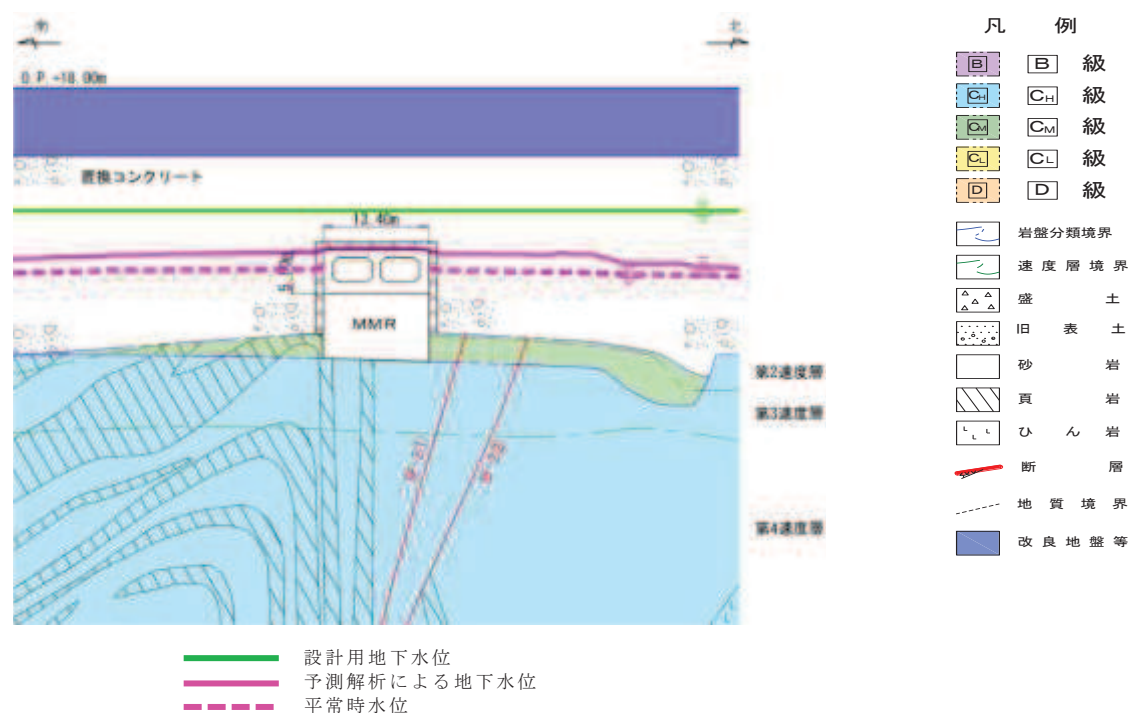 南
北
O.P.-18.00m
置換コンクリート
13.40m
MMR
第2速度層
第3速度層
第4速度層
凡例
B B 級
CH CH 級
CM CM 級
CL CL 級
D D 級
岩盤分類境界
速度層境界
盛土
旧表土
砂岩
頁岩
ひん岩
断層
地質境界
改良地盤等
設計用地下水位
予測解析による地下水位
平常時水位